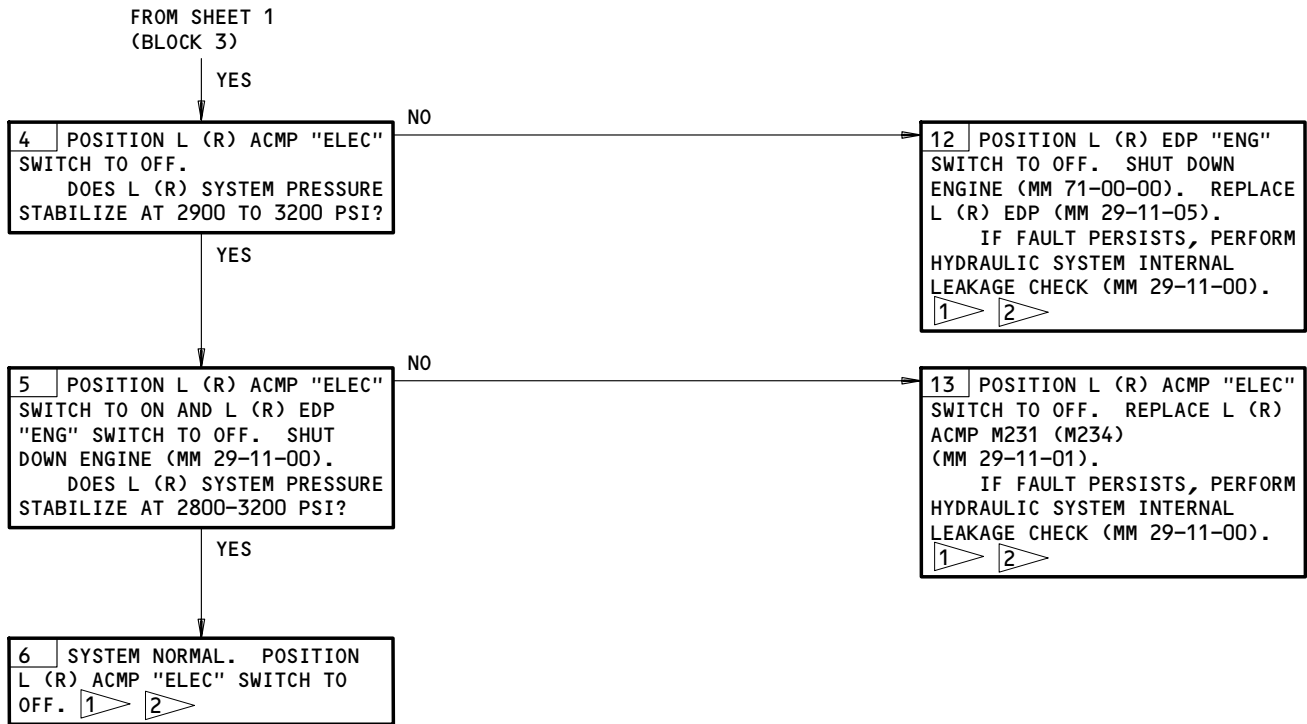 FROM SHEET 1
(BLOCK 3)
YES
4 POSITION L (R) ACMP "ELEC"
SWITCH TO OFF.
DOES L (R) SYSTEM PRESSURE
STABILIZE AT 2900 TO 3200 PSI?
NO
12 POSITION L (R) EDP "ENG"
SWITCH TO OFF. SHUT DOWN
ENGINE (MM 71-00-00). REPLACE
L (R) EDP (MM 29-11-05).
IF FAULT PERSISTS, PERFORM
HYDRAULIC SYSTEM INTERNAL
LEAKAGE CHECK (MM 29-11-00).
1 2
YES
5 POSITION L (R) ACMP "ELEC"
SWITCH TO ON AND L (R) EDP
"ENG" SWITCH TO OFF. SHUT
DOWN ENGINE (MM 29-11-00).
DOES L (R) SYSTEM PRESSURE
STABILIZE AT 2800-3200 PSI?
NO
13 POSITION L (R) ACMP "ELEC"
SWITCH TO OFF. REPLACE L (R)
ACMP M231 (M234)
(MM 29-11-01).
IF FAULT PERSISTS, PERFORM
HYDRAULIC SYSTEM INTERNAL
LEAKAGE CHECK (MM 29-11-00).
1 2
YES
6 SYSTEM NORMAL. POSITION
L (R) ACMP "ELEC" SWITCH TO
OFF. 1 2